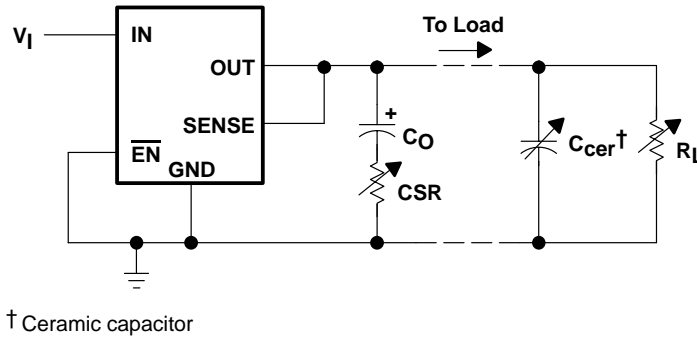 To Load
VI
IN
OUT
SENSE
EN
GND
+
CO
CSR
Ccer†
RL
† Ceramic capacitor